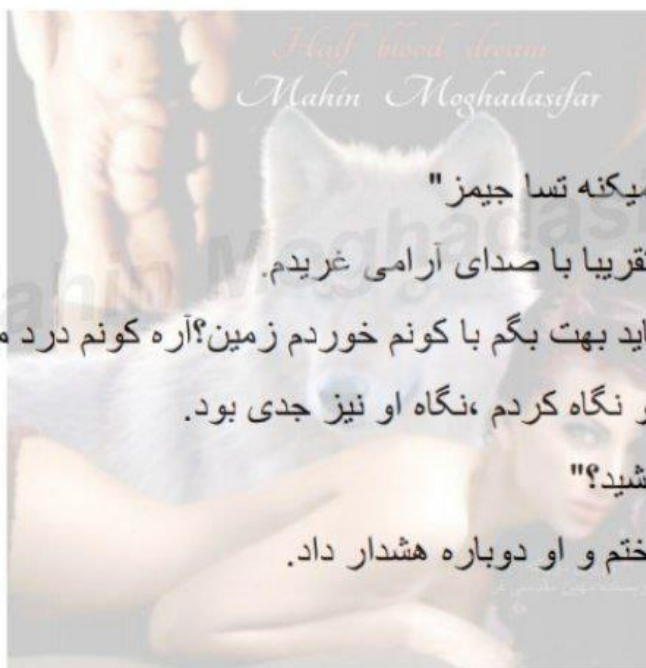 Half blood dream
Mahin Moghadasifar
میکنه تسا جیمز"
تقریبا با صدای آرامی غریدم.
اید بهت بگم با کونم خوردم زمین؟آره کونم درد م
و نگاه کردم ،نگاه او نیز جدی بود.
شید؟"
ختم و او دوباره هشدار داد.